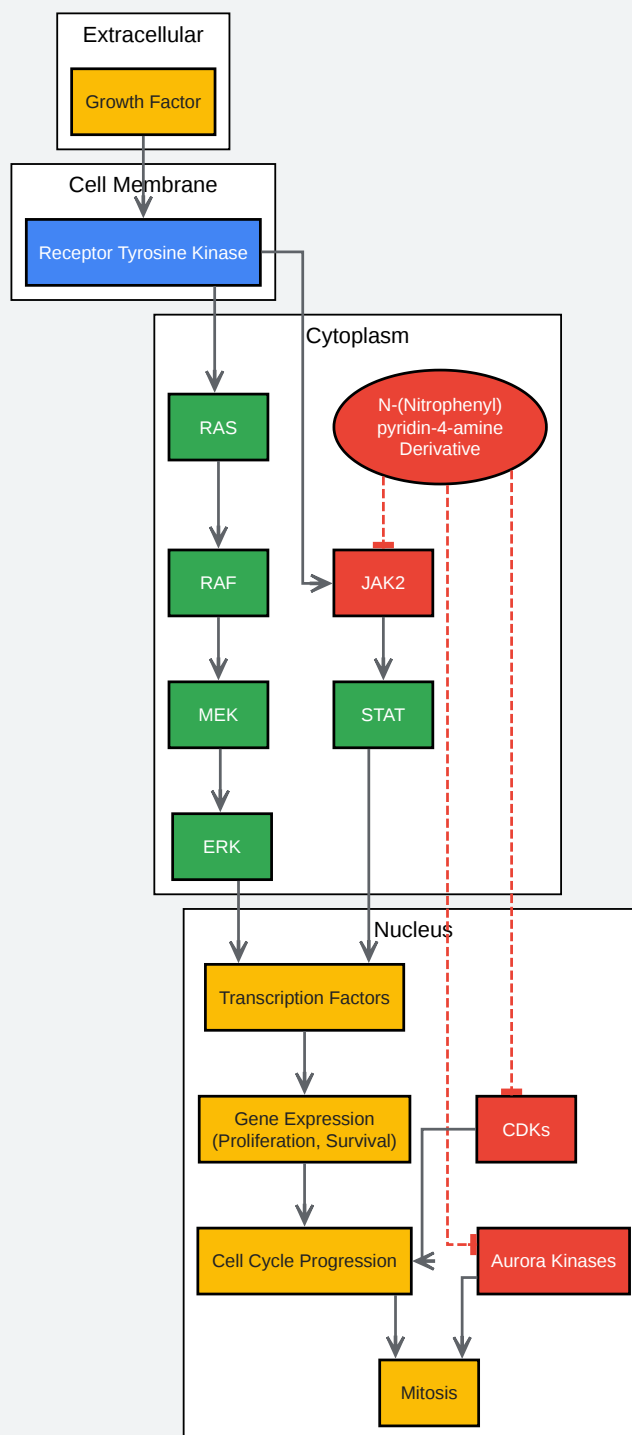 Extracellular
Growth Factor
Cell Membrane
Receptor Tyrosine Kinase
Cytoplasm
RAS
N-(Nitrophenyl)
pyridin-4-amine
Derivative
RAF
JAK2
MEK
STAT
ERK
Nucleus
Transcription Factors
Gene Expression
(Proliferation, Survival)
CDKs
Cell Cycle Progression
Aurora Kinases
Mitosis